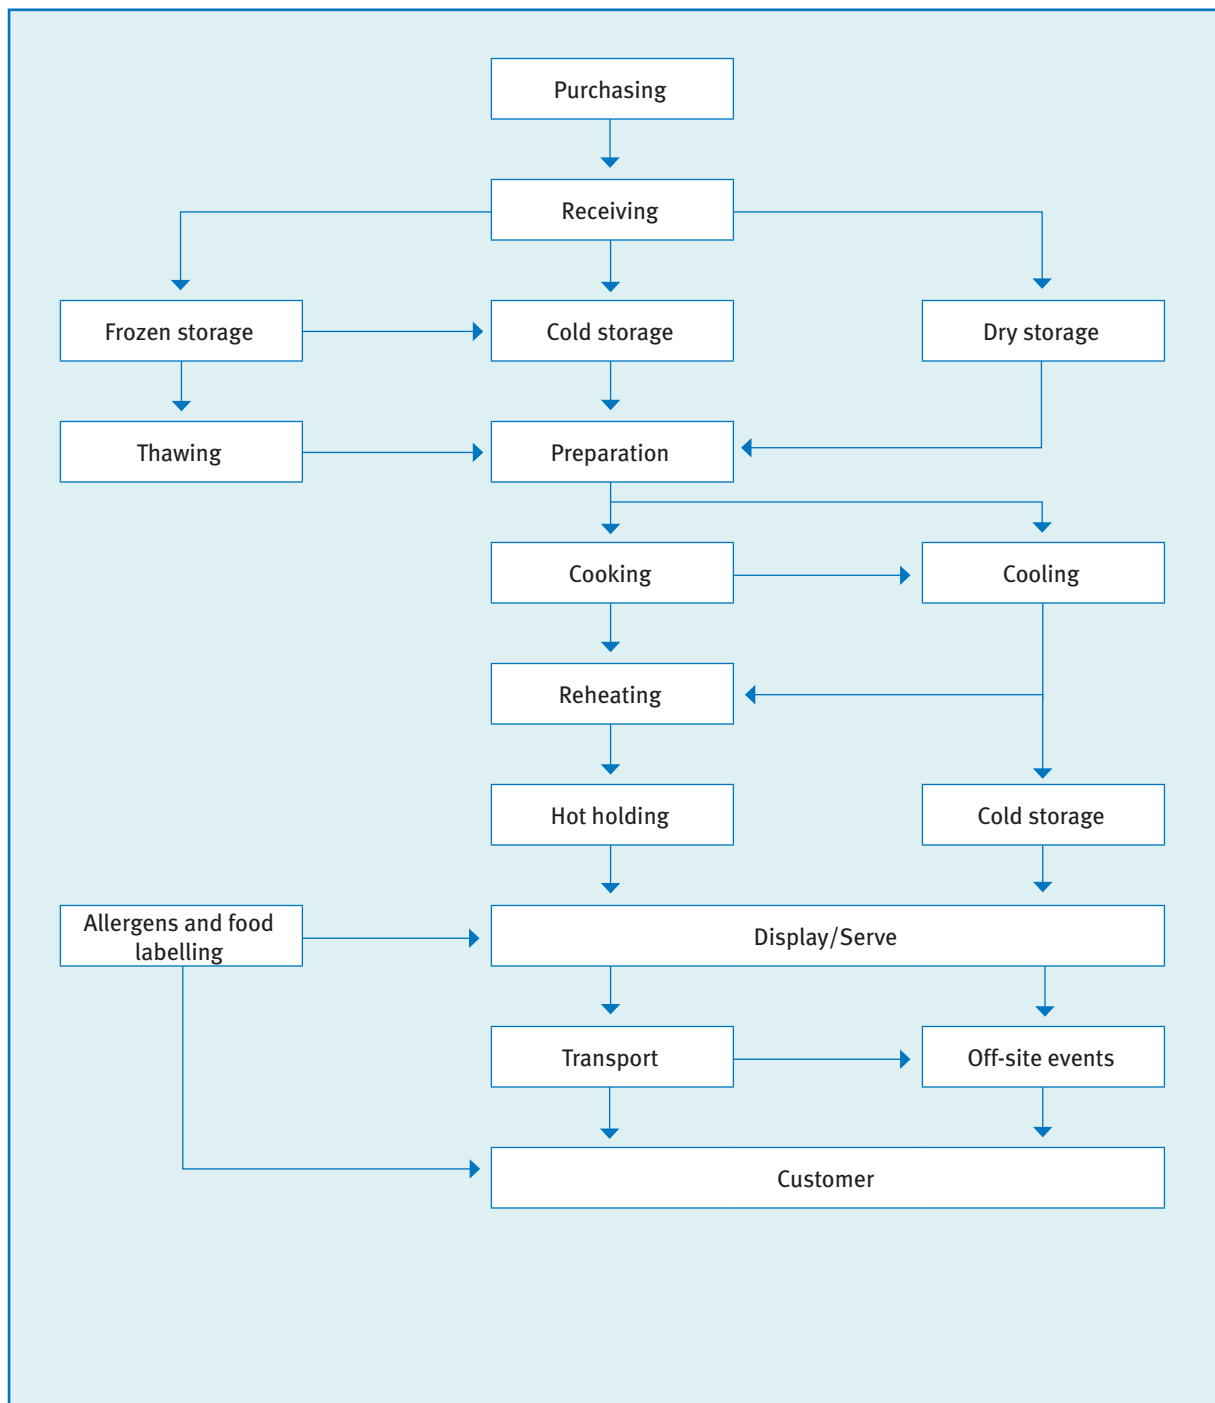 Purchasing
Receiving
Frozen storage
Cold storage
Dry storage
Thawing
Preparation
Cooking
Cooling
Reheating
Hot holding
Cold storage
Allergens and food
labelling
Display/Serve
Transport
Off-site events
Customer